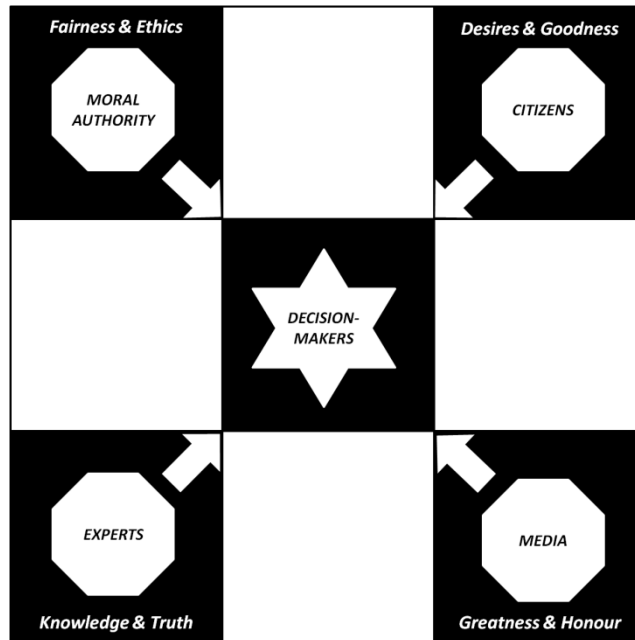 Fairness & Ethics
MORAL
AUTHORITY
Desires & Goodness
CITIZENS
DECISION-
MAKERS
EXPERTS
Knowledge & Truth
MEDIA
Greatness & Honour